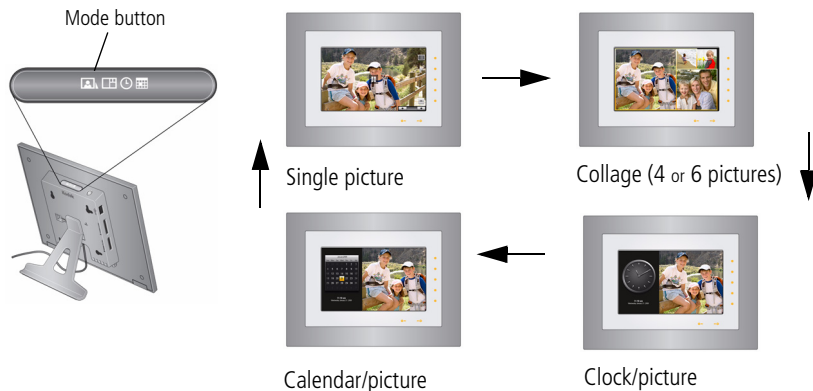 Mode button
Single picture
Collage (4 or 6 pictures)
Calendar/picture
Clock/picture